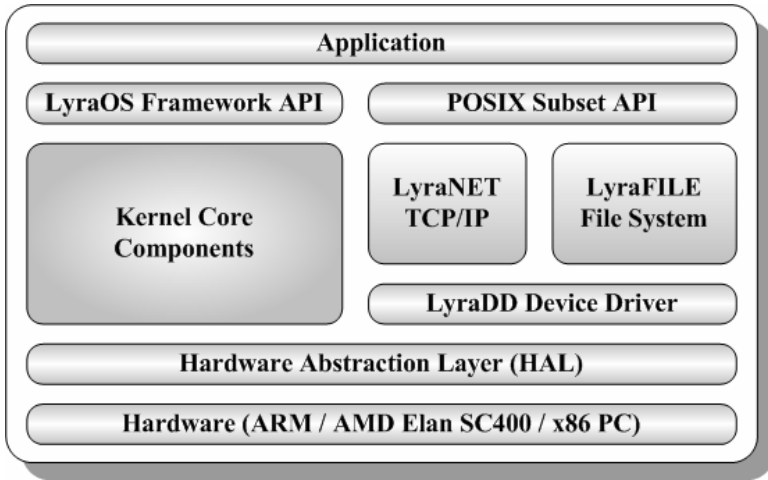 Application
LyraOS Framework API
POSIX Subset API
Kernel Core
Components
LyraNET
TCP/IP
LyraFILE
File System
LyraDD Device Driver
Hardware Abstraction Layer (HAL)
Hardware (ARM / AMD Elan SC400 / x86 PC)